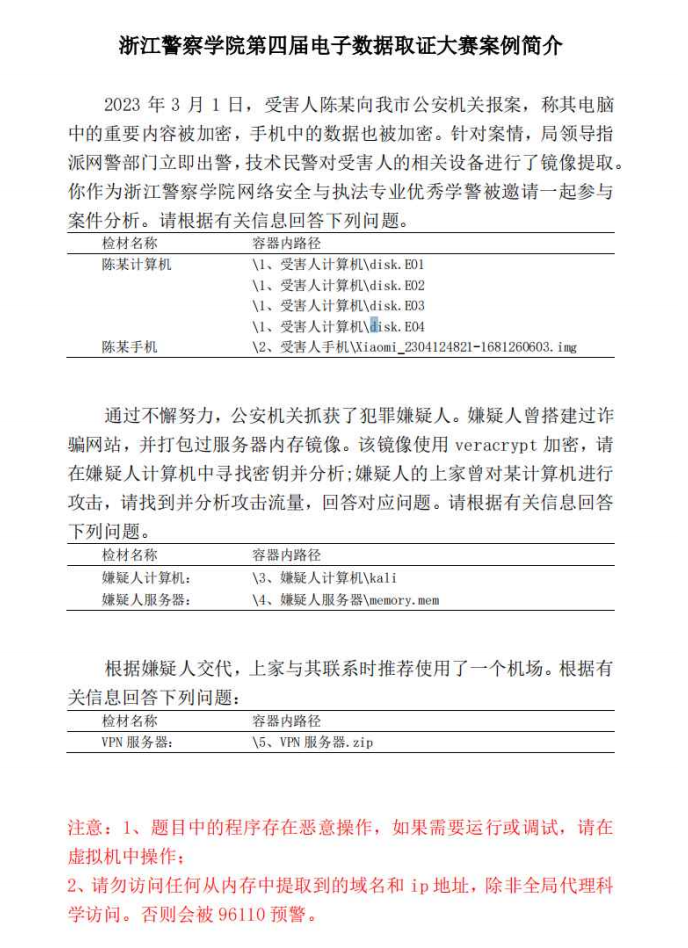 浙江警察学院第四届电子数据取证大赛案例简介
2023 年 3 月 1 日，受害人陈某向我市公安机关报案，称其电脑
中的重要内容被加密，手机中的数据也被加密。针对案情，局领导指
派网警部门立即出警，技术民警对受害人的相关设备进行了镜像提取。
你作为浙江警察学院网络安全与执法专业优秀学警被邀请一起参与
案件分析。请根据有关信息回答下列问题。
检材名称 容器内路径
陈某计算机 \1、受害人计算机\disk.E01
\1、受害人计算机\disk.E02
\1、受害人计算机\disk.E03
\1、受害人计算机\disk.E04
陈某手机 \2、受害人手机\Xiaomi_2304124821-1681260603.img
通过不懈努力，公安机关抓获了犯罪嫌疑人。嫌疑人曾搭建过诈
骗网站，并打包过服务器内存镜像。该镜像使用 veracrypt 加密，请
在嫌疑人计算机中寻找密钥并分析;嫌疑人的上家曾对某计算机进行
攻击，请找到并分析攻击流量，回答对应问题。请根据有关信息回答
下列问题。
检材名称 容器内路径
嫌疑人计算机： \3、嫌疑人计算机\kali
嫌疑人服务器： \4、嫌疑人服务器\memory.mem
根据嫌疑人交代，上家与其联系时推荐使用了一个机场。根据有
关信息回答下列问题：
检材名称 容器内路径
VPN 服务器： \5、VPN 服务器.zip
注意：1、题目中的程序存在恶意操作，如果需要运行或调试，请在
虚拟机中操作；
2、请勿访问任何从内存中提取到的域名和 ip 地址，除非全局代理科
学访问。否则会被 96110 预警。